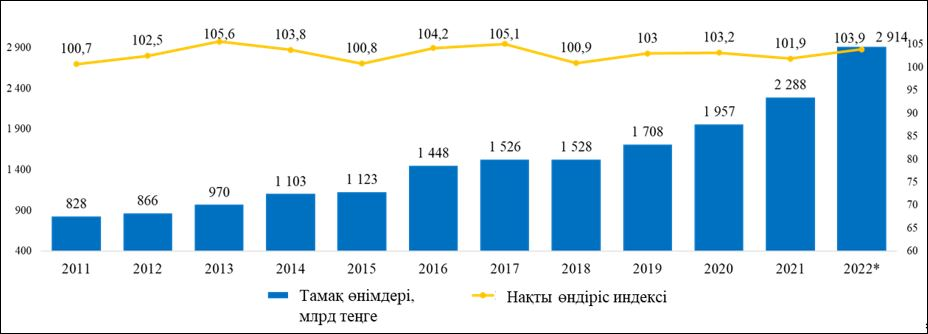 100,7 102,5 105,6 103,8 100,8 104,2 105,1 100,9 103 103,2 101,9 103,9 2 914
2 900 105
100
2 400 95
2 288
90
1 900 1 957 85
1 708
1 448 1 526 1 528 80
1 400 75
1 103 1 123
828 866 970 70
900 65
400 60
2011 2012 2013 2014 2015 2016 2017 2018 2019 2020 2021 2022*
Тамақ өнімдері,
млрд теңге
Нақты өндіріс индексі